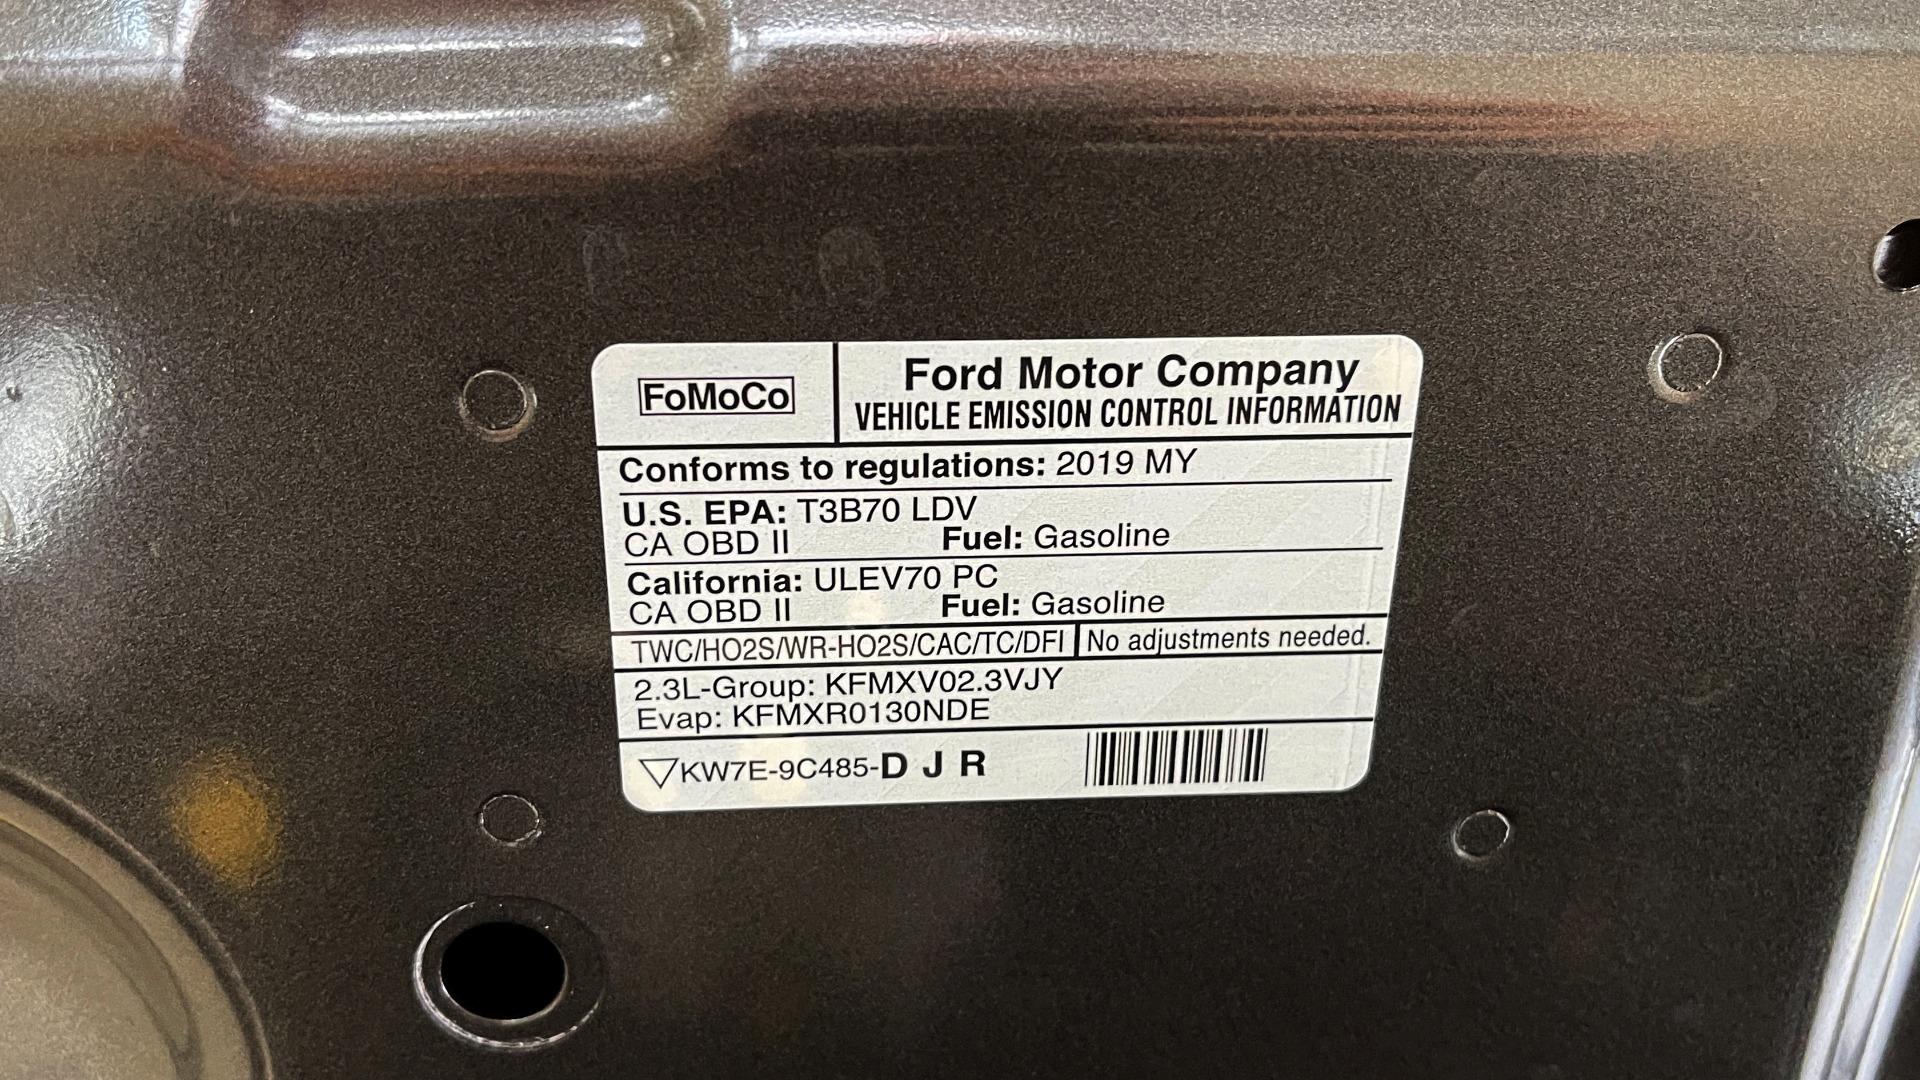 FoMoCo
Ford Motor Company
VEHICLE EMISSION CONTROL INFORMATION
Conforms to regulations: 2019 MY
U.S. EPA: T3B70 LDV
CA OBD II Fuel: Gasoline
California: ULEV70 PC
CA OBD II Fuel: Gasoline
TWC/HO2S/WR-HO2S/CAC/TC/DFI No adjustments needed.
2.3L-Group: KFMXV02.3VJY
Evap: KFMXR0130NDE
KW7E-9C485-D J R